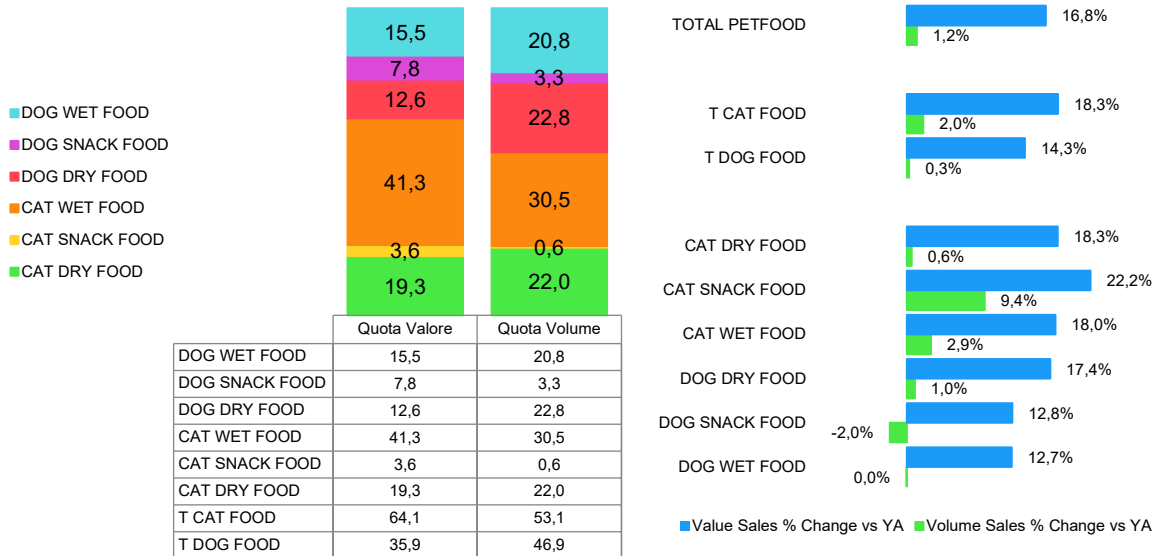 DOG WET FOOD
DOG SNACK FOOD
DOG DRY FOOD
CAT WET FOOD
CAT SNACK FOOD
CAT DRY FOOD
15,5
7,8
12,6
41,3
3,6
19,3
20,8
3,3
22,8
30,5
0,6
22,0
Quota Valore Quota Volume
DOG WET FOOD 15,5 20,8
DOG SNACK FOOD 7,8 3,3
DOG DRY FOOD 12,6 22,8
CAT WET FOOD 41,3 30,5
CAT SNACK FOOD 3,6 0,6
CAT DRY FOOD 19,3 22,0
T CAT FOOD 64,1 53,1
T DOG FOOD 35,9 46,9
TOTAL PETFOOD 16,8%
1,2%
T CAT FOOD 18,3%
2,0%
T DOG FOOD 14,3%
0,3%
CAT DRY FOOD 18,3%
0,6%
CAT SNACK FOOD 22,2%
9,4%
CAT WET FOOD 18,0%
2,9%
DOG DRY FOOD 17,4%
1,0%
DOG SNACK FOOD 12,8%
-2,0%
DOG WET FOOD 12,7%
0,0%
Value Sales % Change vs YA Volume Sales % Change vs YA